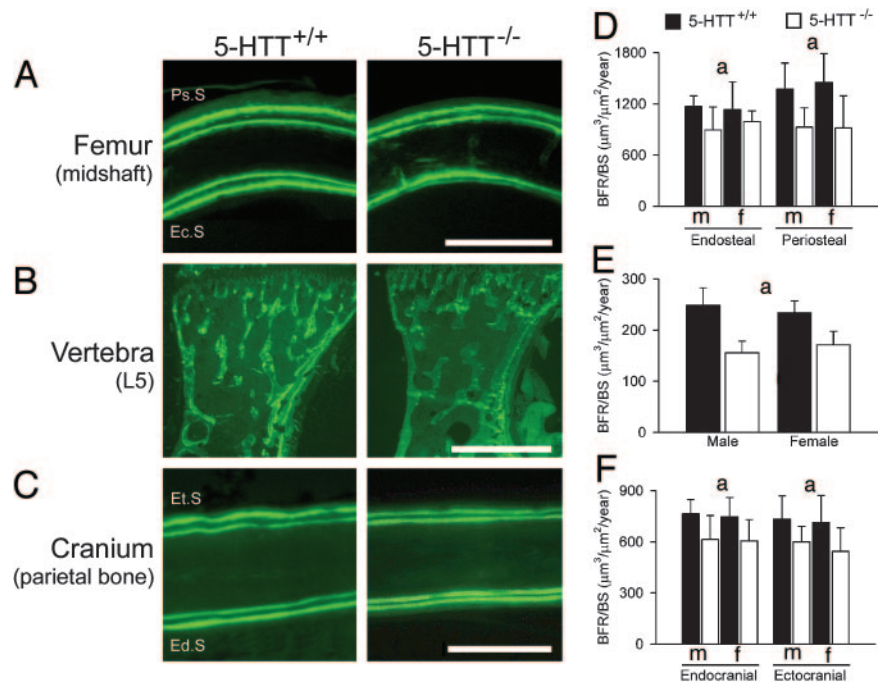 5-HTT+/+
5-HTT-/-
A
Ps.S
Femur
(midshaft)
Ec.S
B
Vertebra
(L5)
C
Et.S
Cranium
(parietal bone)
Ed.S
D
5-HTT+/+
5-HTT-/-
BFR/BS (μm³/μm²/year)
1800
1200
600
0
a
a
m f m f
Endosteal Periosteal
E
BFR/BS (μm³/μm²/year)
300
200
100
0
a
Male Female
F
BFR/BS (μm³/μm²/year)
900
600
300
0
a
a
m f m f
Endocranial Ectocranial